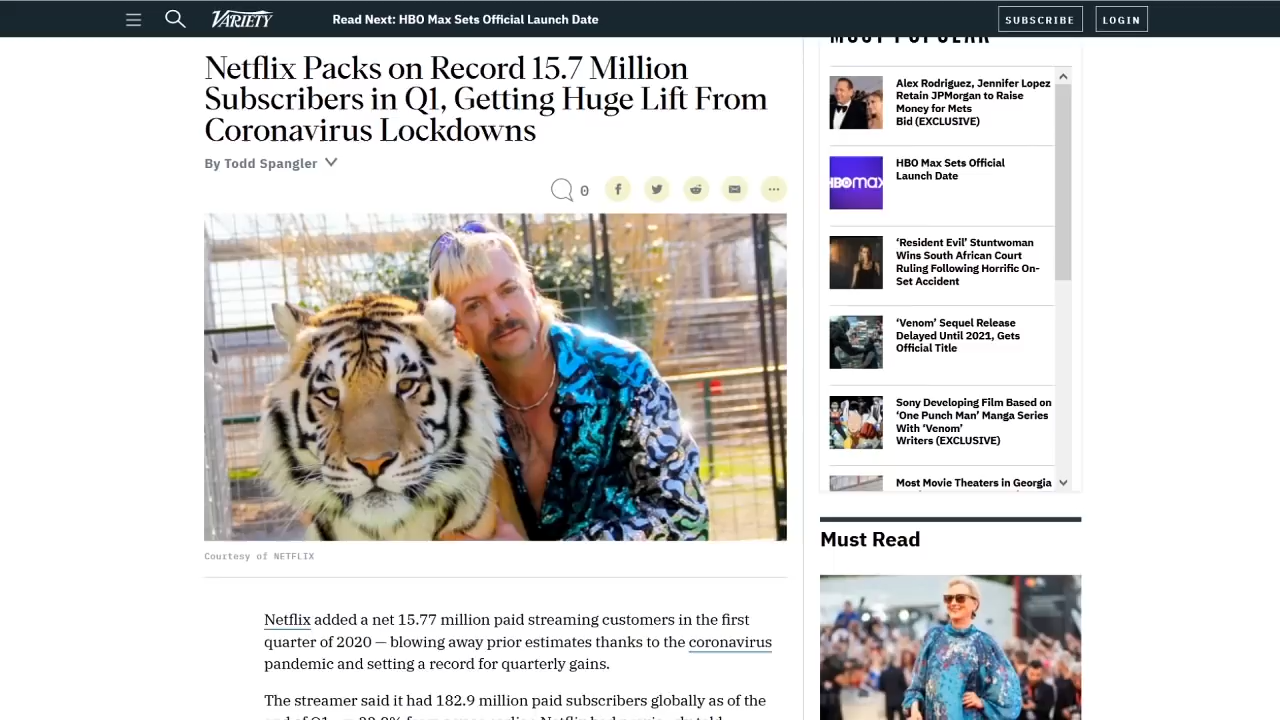 VARIETY
Read Next: HBO Max Sets Official Launch Date
SUBSCRIBE
LOGIN
Netflix Packs on Record 15.7 Million
Subscribers in Q1, Getting Huge Lift From
Coronavirus Lockdowns
By Todd Spangler
0
Courtesy of NETFLIX
Netflix added a net 15.77 million paid streaming customers in the first
quarter of 2020 — blowing away prior estimates thanks to the coronavirus
pandemic and setting a record for quarterly gains.
The streamer said it had 182.9 million paid subscribers globally as of the
MOST POPULAR
Alex Rodriguez, Jennifer Lopez
Retain JPMorgan to Raise
Money for Mets
Bid (EXCLUSIVE)
HBO max
HBO Max Sets Official
Launch Date
‘Resident Evil’ Stuntwoman
Wins South African Court
Ruling Following Horrific On-
Set Accident
‘Venom’ Sequel Release
Delayed Until 2021, Gets
Official Title
Sony Developing Film Based on
‘One Punch Man’ Manga Series
With ‘Venom’
Writers (EXCLUSIVE)
Most Movie Theaters in Georgia
Must Read